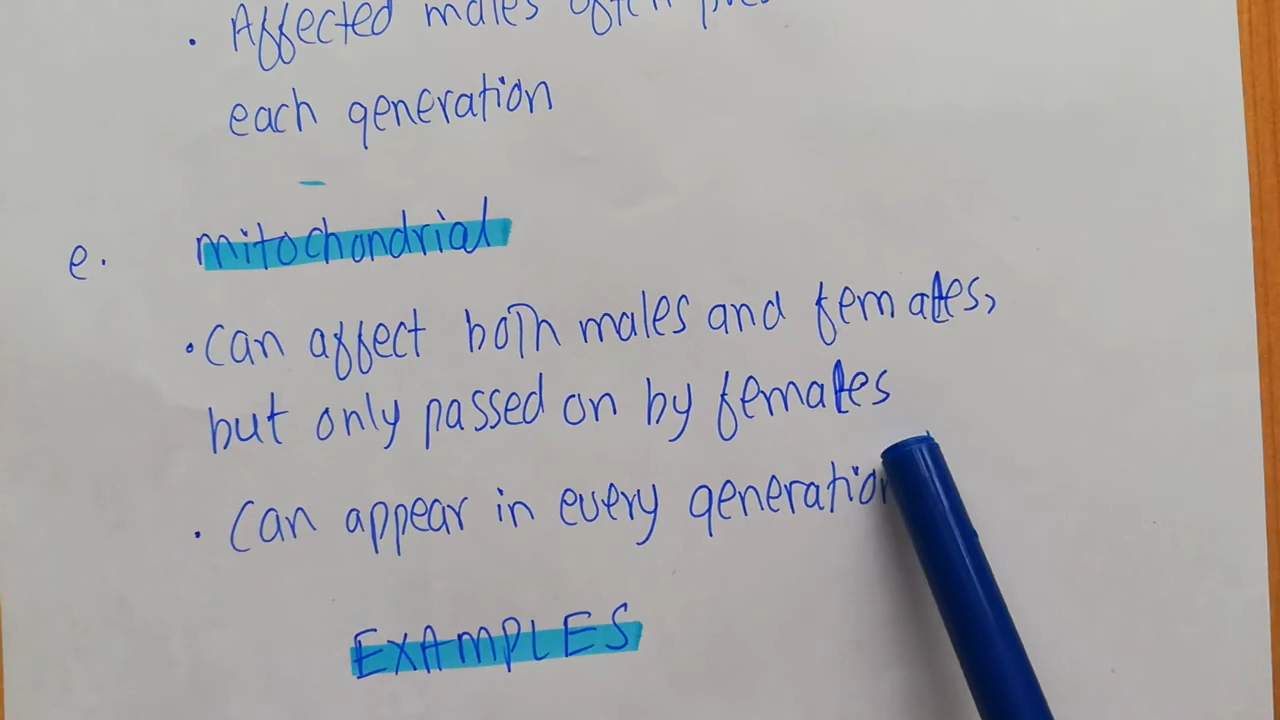 . Affected males often
each generation
e. mitochondrial
. can affect both males and females,
but only passed on by females
. can appear in every generation
EXAMPLES